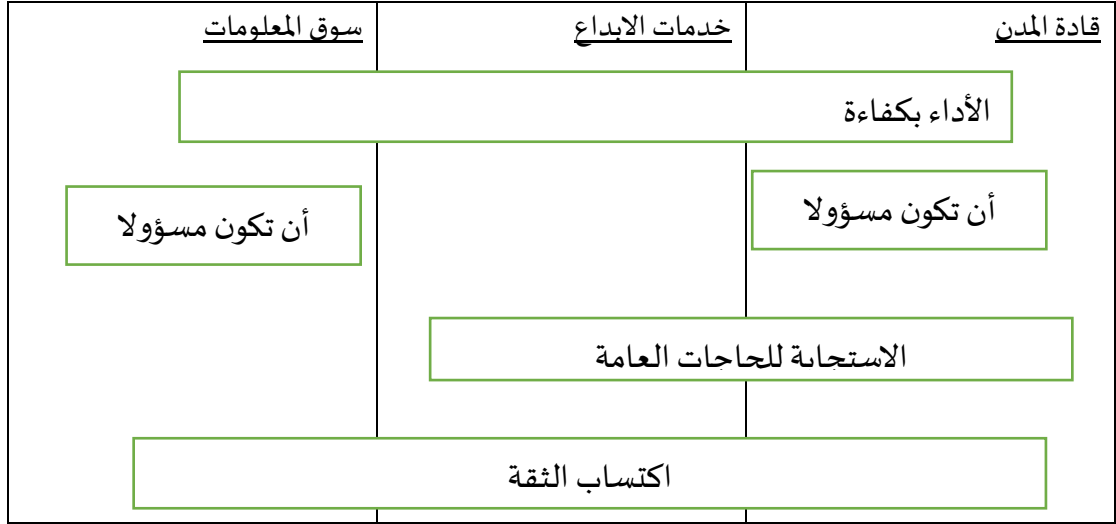 قادة المدن
خدمات الابداع
سوق المعلومات
الأداء بكفاءة
أن تكون مسؤولا
أن تكون مسؤولا
الاستجابة للحاجات العامة
اكتساب الثقة